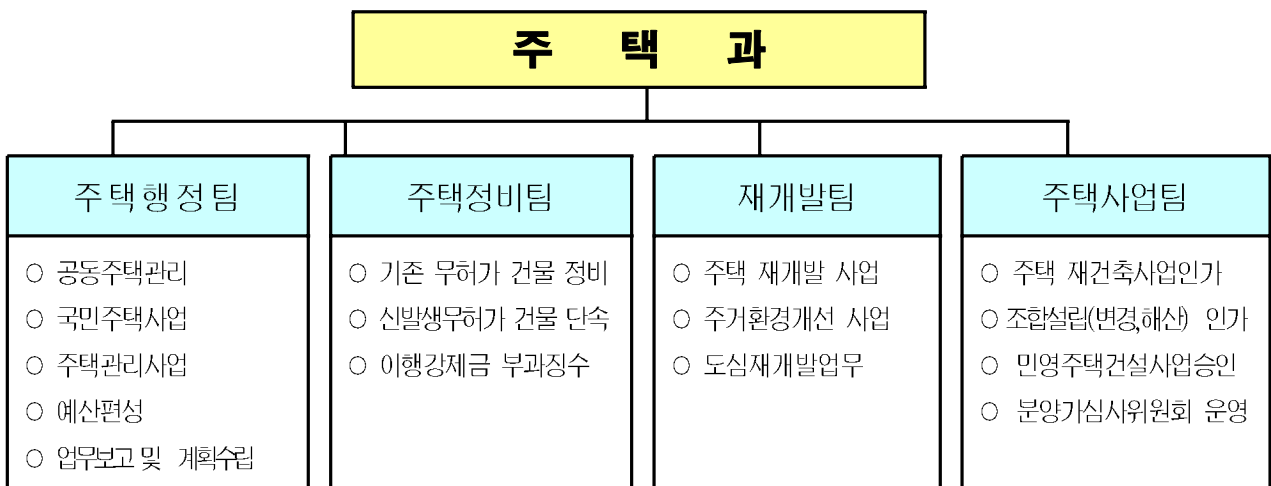 주 택 과
주택행정팀
○ 공동주택관리
○ 국민주택사업
○ 주택관리사업
○ 예산편성
○ 업무보고 및 계획수립
주택정비팀
○ 기존 무허가 건물 정비
○ 신발생무허가 건물 단속
○ 이행강제금 부과징수
재개발팀
○ 주택 재개발 사업
○ 주거환경개선 사업
○ 도심재개발업무
주택사업팀
○ 주택 재건축사업인가
○ 조합설립(변경,해산) 인가
○ 민영주택건설사업승인
○ 분양가심사위원회 운영